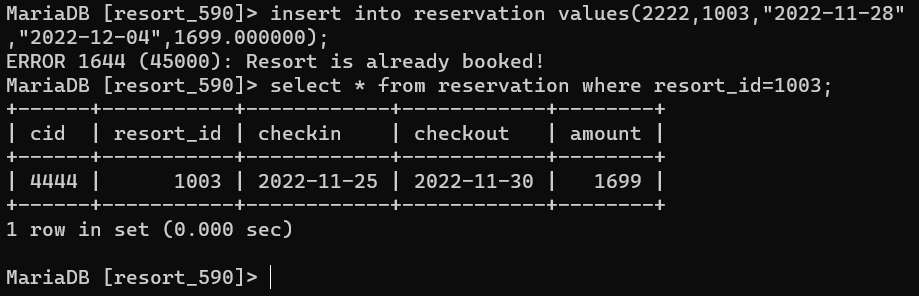 MariaDB [resort_590]> insert into reservation values(2222,1003,"2022-11-28"
,"2022-12-04",1699.000000);
ERROR 1644 (45000): Resort is already booked!
MariaDB [resort_590]> select * from reservation where resort_id=1003;
+------+-----------+------------+------------+--------+
| cid  | resort_id | checkin    | checkout   | amount |
+------+-----------+------------+------------+--------+
| 4444 |      1003 | 2022-11-25 | 2022-11-30 |   1699 |
+------+-----------+------------+------------+--------+
1 row in set (0.000 sec)
MariaDB [resort_590]>